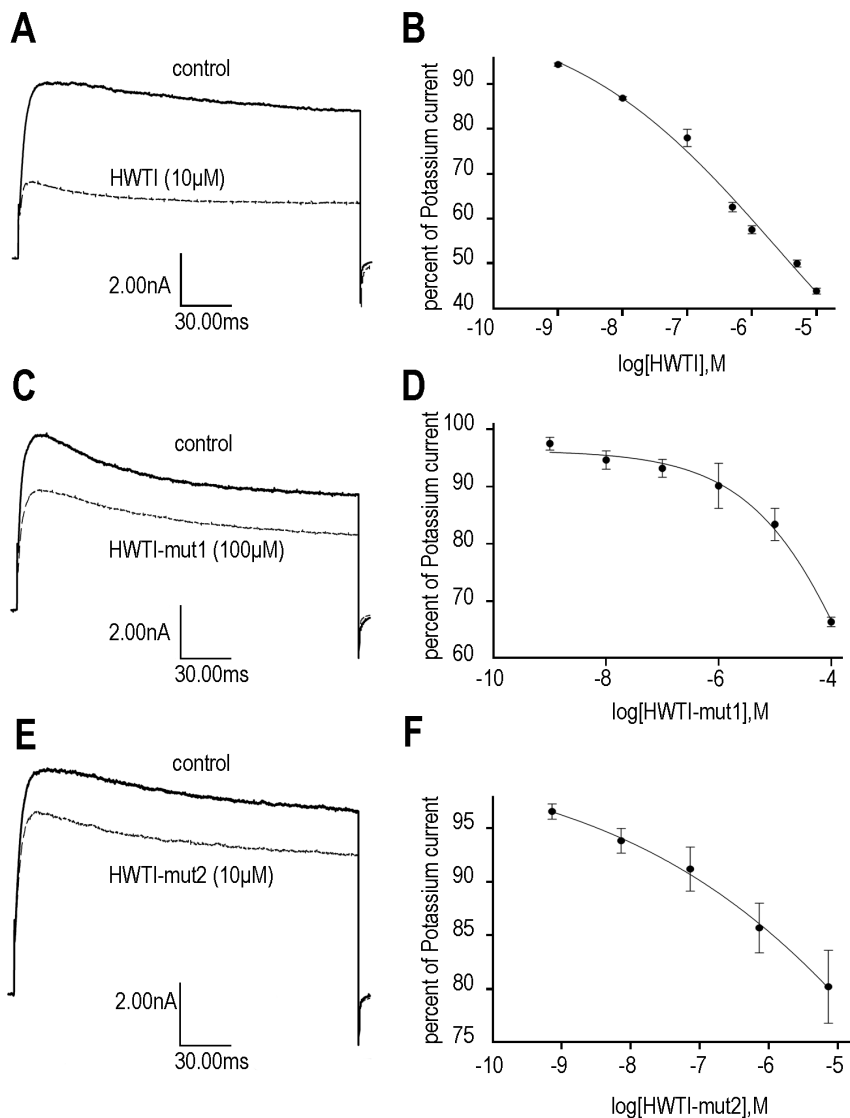 A
control
HWTI (10μM)
2.00nA
30.00ms
B
percent of Potassium current
90
80
70
60
50
40
-10
-9
-8
-7
-6
-5
log[HWTI],M
C
control
HWTI-mut1 (100μM)
2.00nA
30.00ms
D
percent of Potassium current
100
90
80
70
60
-10
-8
-6
-4
log[HWTI-mut1],M
E
control
HWTI-mut2 (10μM)
2.00nA
30.00ms
F
percent of Potassium current
95
90
85
80
75
-10
-9
-8
-7
-6
-5
log[HWTI-mut2],M